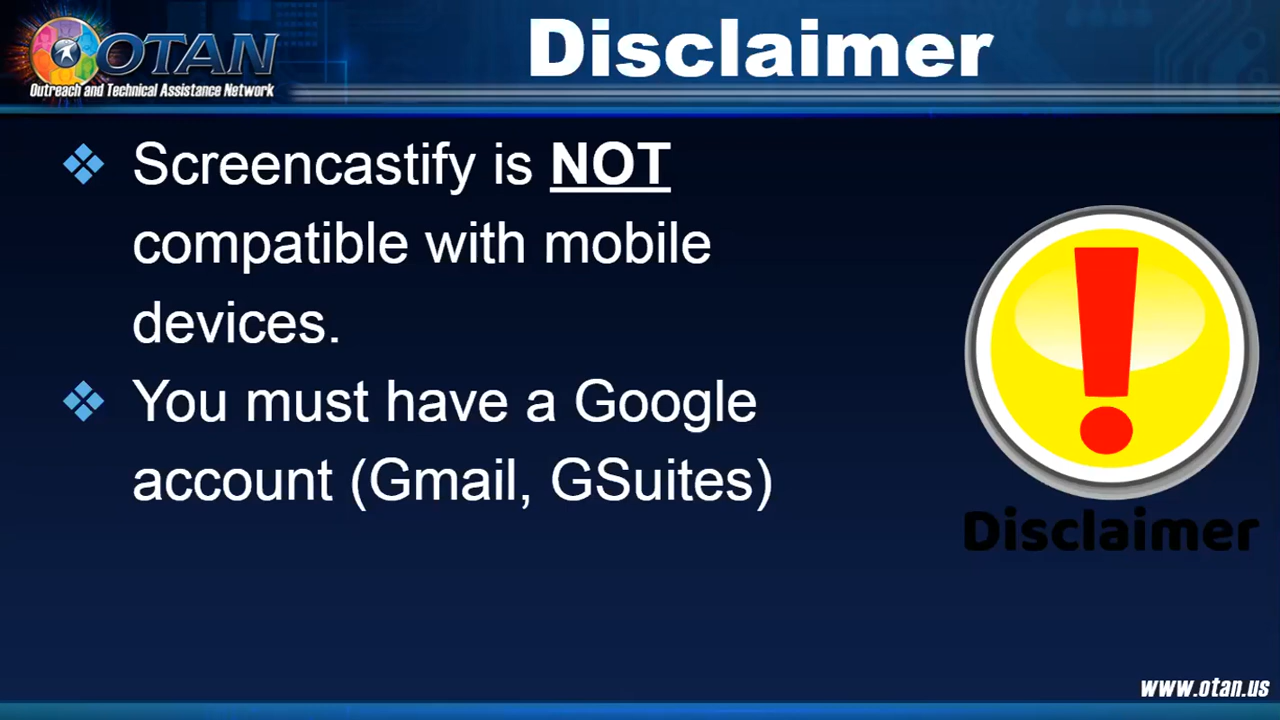 OTAN
Outreach and Technical Assistance Network
Disclaimer
Screencastify is NOT
compatible with mobile
devices.
You must have a Google
account (Gmail, GSuites)
Disclaimer
www.otan.us